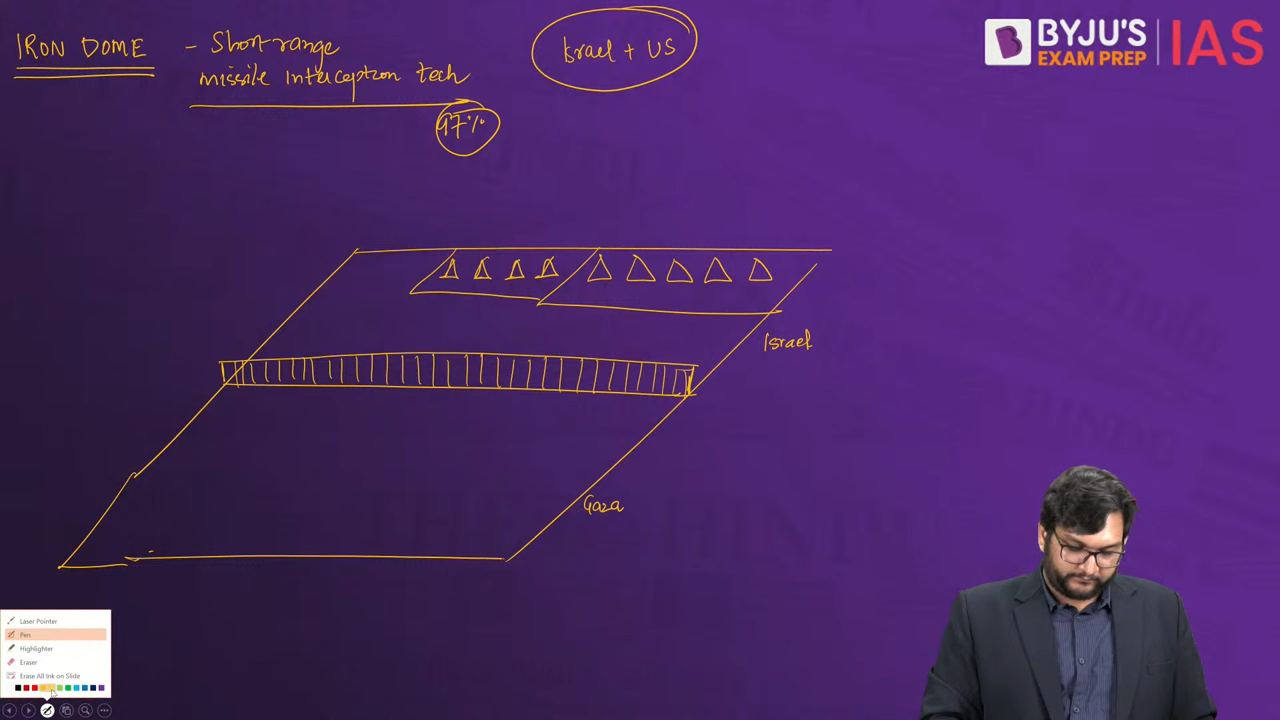 IRON DOME - Short range
missile interception tech
97%
Israel + US
BYJU'S
EXAM PREP
IAS
Israel
Gaza
Laser Pointer
Pen
Highlighter
Eraser
Erase All Ink on Slide